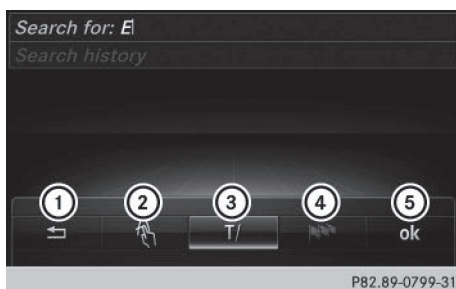 Search for: E
Search history
1 2 3 4 5
T/ ok
P82.89-0799-31